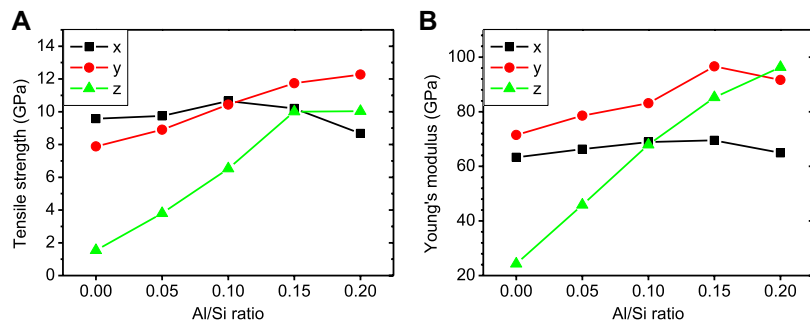 A
Tensile strength (GPa)
14
12
10
8
6
4
2
0
x
y
z
0.00 0.05 0.10 0.15 0.20
Al/Si ratio
B
Young's modulus (GPa)
100
80
60
40
20
x
y
z
0.00 0.05 0.10 0.15 0.20
Al/Si ratio